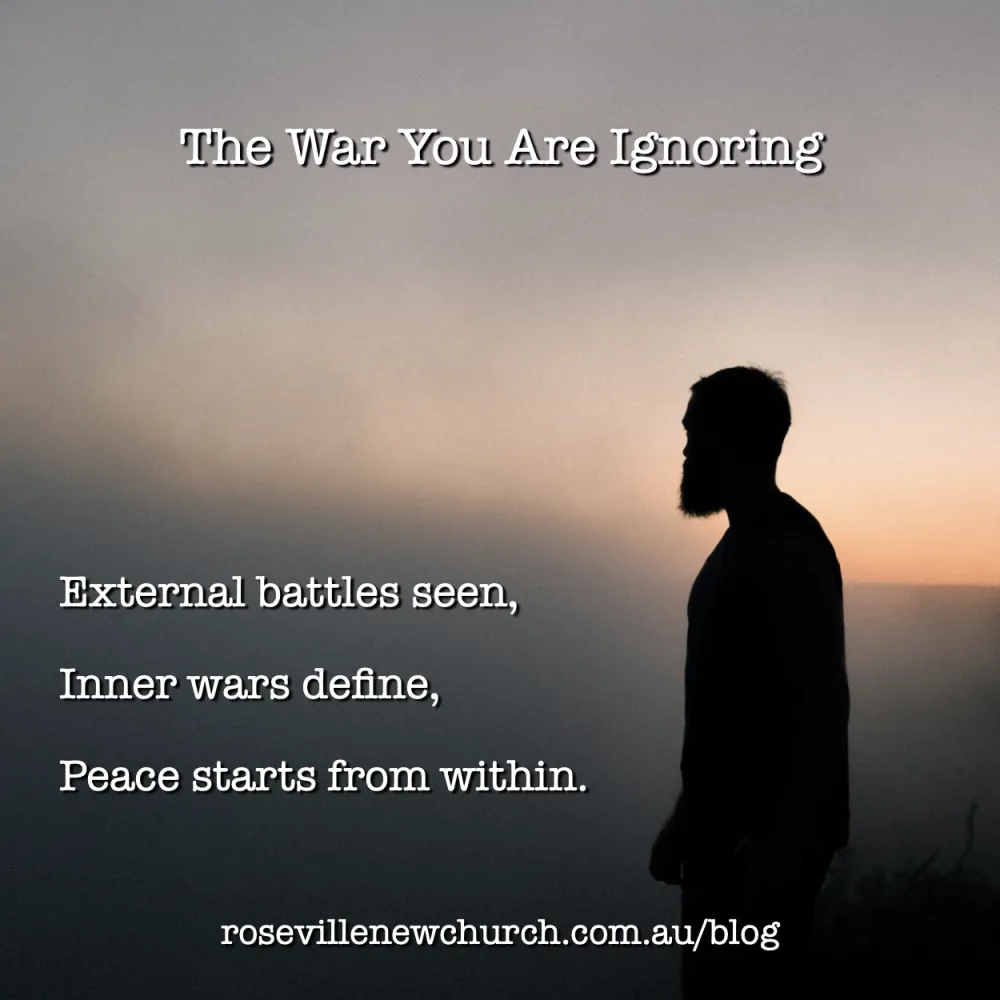 The War You Are Ignoring
External battles seen,
Inner wars define,
Peace starts from within.
rosevillenewchurch.com.au/blog